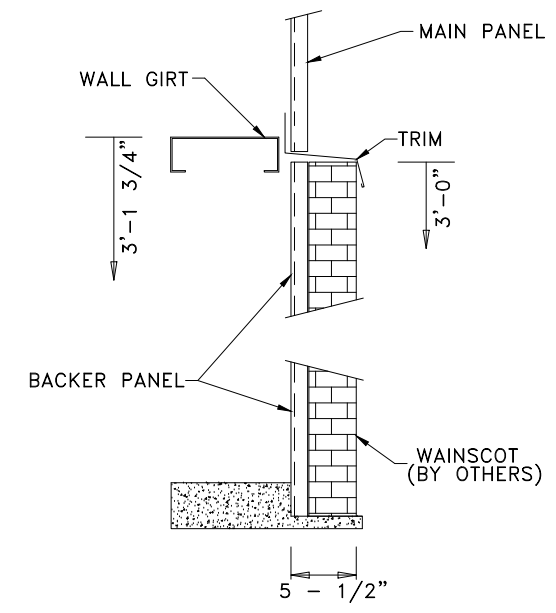 MAIN PANEL
WALL GIRT
TRIM
3'-1 3/4"
3'-0"
BACKER PANEL
WAINSCOT
(BY OTHERS)
5 - 1/2"